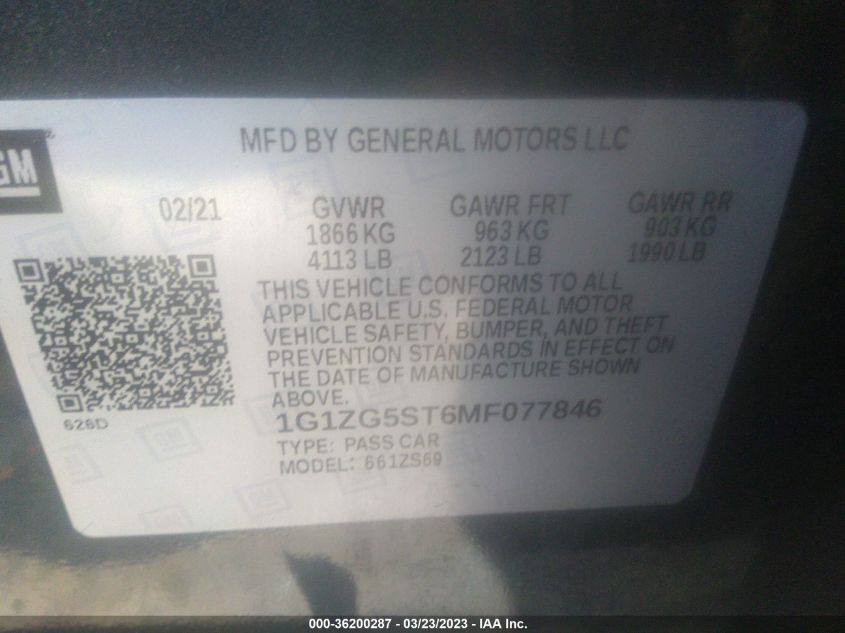 GM
MFD BY GENERAL MOTORS LLC
02/21 GVWR GAWR FRT GAWR RR
1866 KG 963 KG 903 KG
4113 LB 2123 LB 1990 LB
THIS VEHICLE CONFORMS TO ALL
APPLICABLE U.S. FEDERAL MOTOR
VEHICLE SAFETY, BUMPER, AND THEFT
PREVENTION STANDARDS IN EFFECT ON
THE DATE OF MANUFACTURE SHOWN
ABOVE.
626D
1G1ZG5ST6MF077846
TYPE: PASS CAR
MODEL: 661ZS69
000-36200287 - 03/23/2023 - IAA Inc.